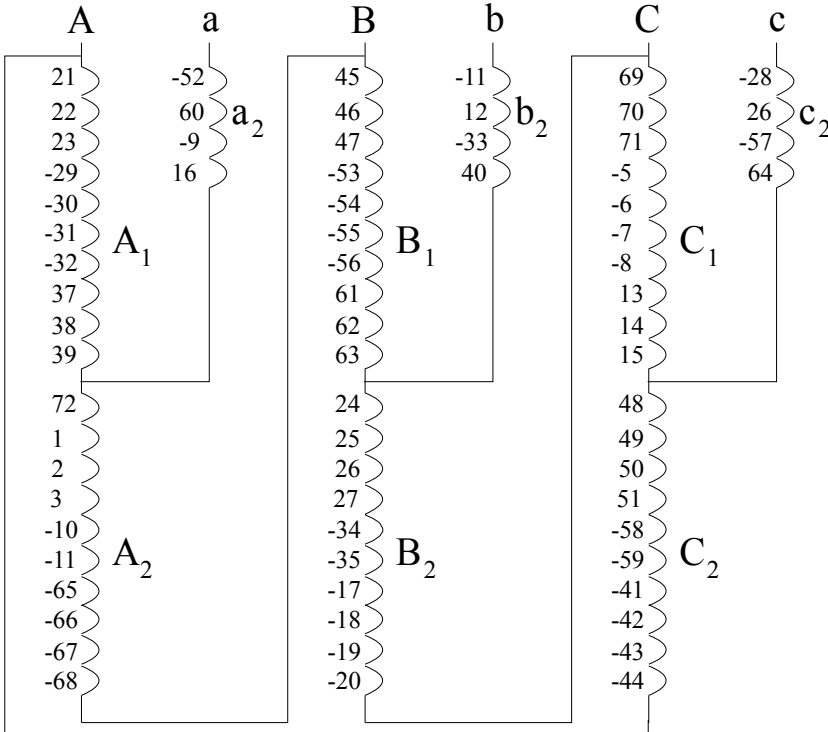 A a B b C c
21 -52 45 -11 69 -28
22 60 a2 46 12 b2 70 26 c2
23 -9 47 -33 71 -57
-29 16 -53 40 -5 64
-30 -54 -6
-31 A1 -55 B1 -7 C1
-32 -56 -8
37 61 13
38 62 14
39 63 15
72 24 48
1 25 49
2 26 50
3 27 51
-10 -34 -58
-11 A2 -35 B2 -59 C2
-65 -17 -41
-66 -18 -42
-67 -19 -43
-68 -20 -44